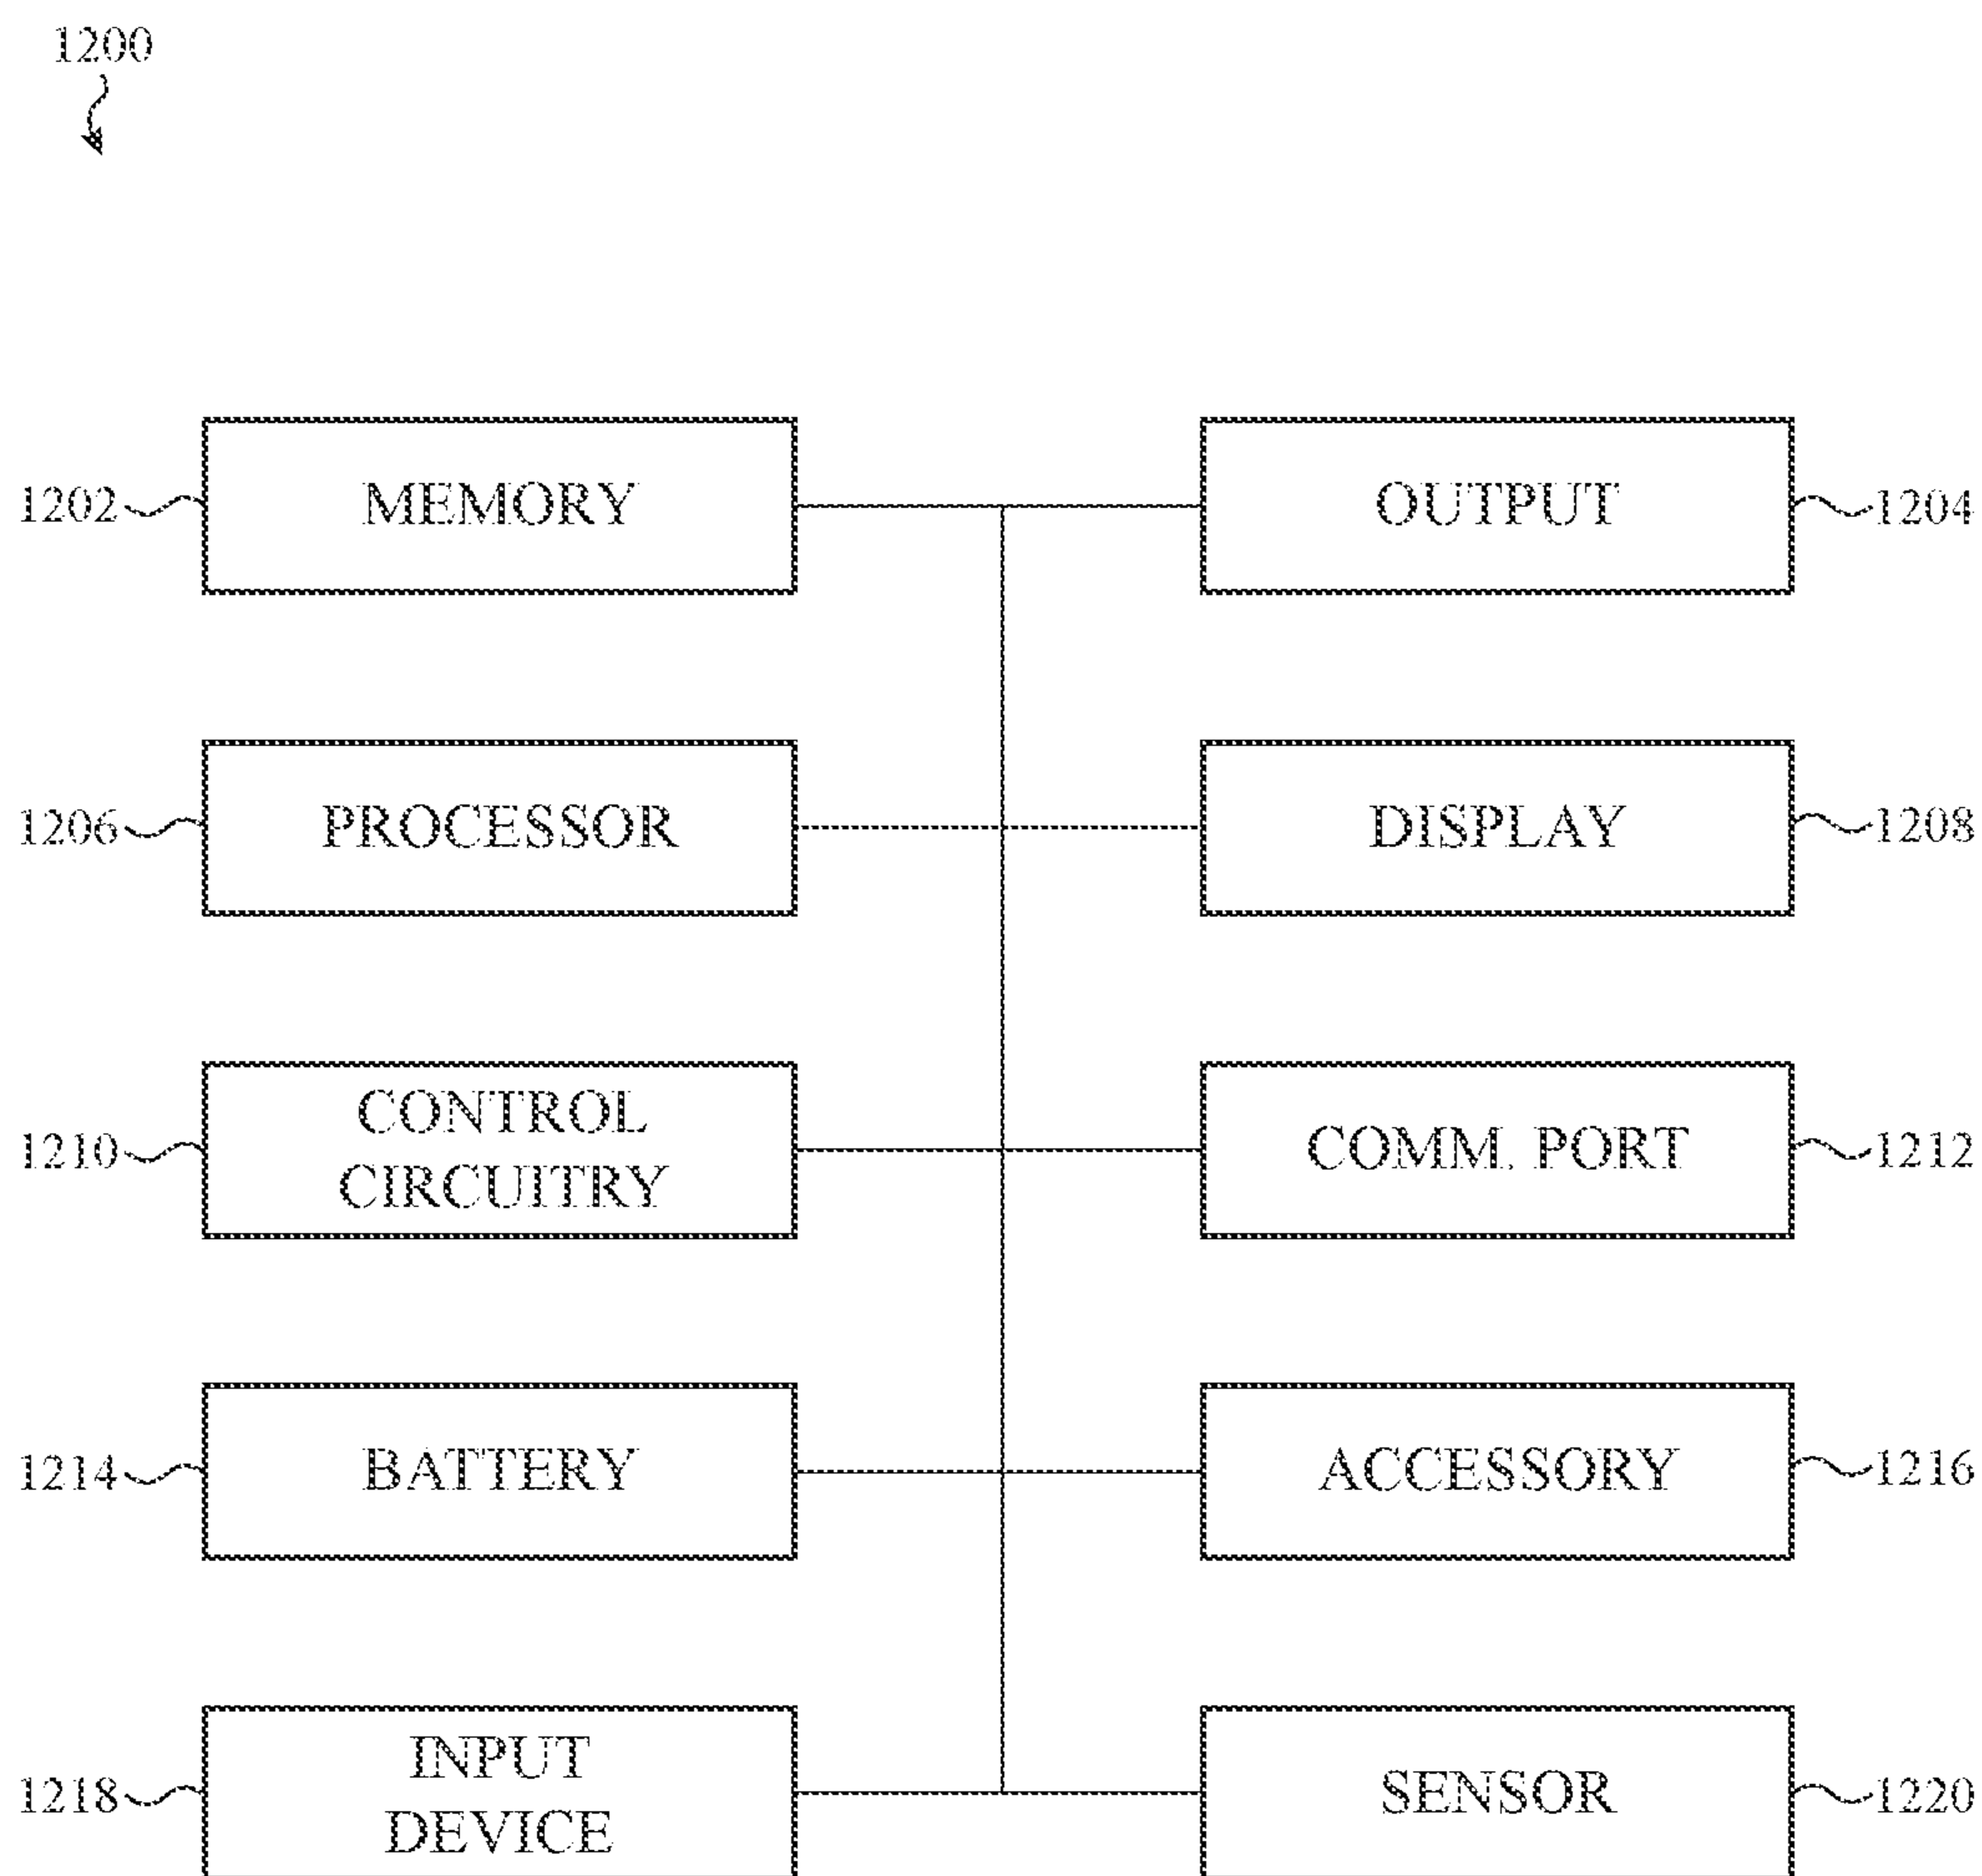 1200
1202
MEMORY
OUTPUT
1204
1206
PROCESSOR
DISPLAY
1208
1210
CONTROL
CIRCUITRY
COMM. PORT
1212
1214
BATTERY
ACCESSORY
1216
1218
INPUT
DEVICE
SENSOR
1220